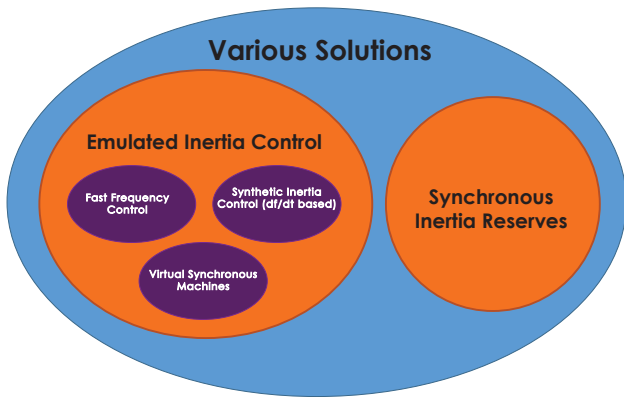 Various Solutions
Emulated Inertia Control
Fast Frequency
Control
Synthetic Inertia
Control (df/dt based)
Virtual Synchronous
Machines
Synchronous
Inertia Reserves